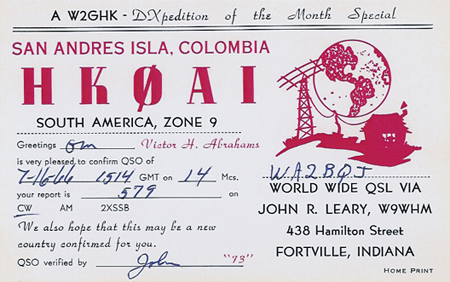 A W2GHK - DXpedition of the Month Special
SAN ANDRES ISLA, COLOMBIA
HKØAI
SOUTH AMERICA, ZONE 9
Greetings om Victor H. Abrahams
is very pleased to confirm QSO of
7-16-66 1514 GMT on 14 Mcs.
your report is 579 on
CW AM 2XSSB
We also hope that this may be a new
country confirmed for you.
QSO verified by John "73"
WA2BQJ
WORLD WIDE QSL VIA
JOHN R. LEARY, W9WHM
438 Hamilton Street
FORTVILLE, INDIANA
HOME PRINT